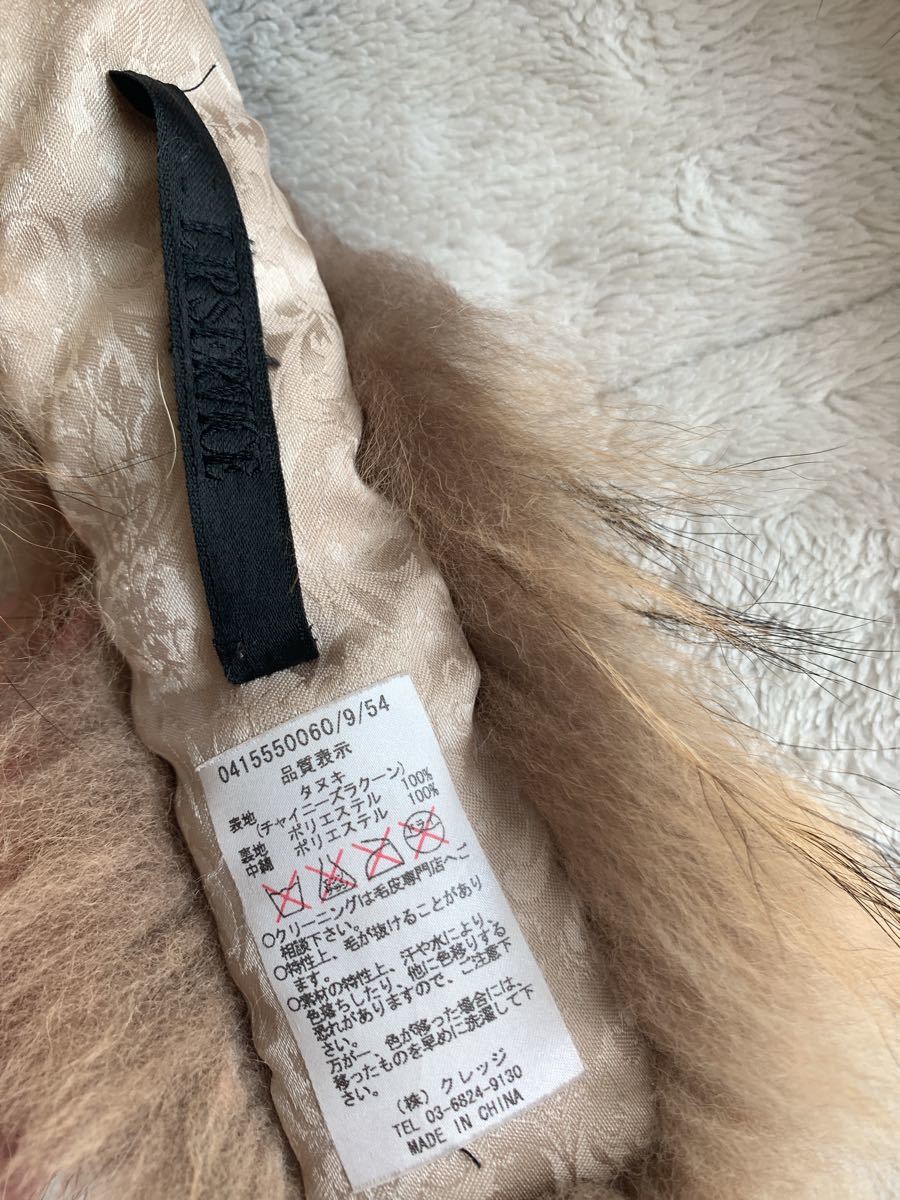 LIPSERVICE
0415550060/9/54
品質表示
表地 タヌキ
(チャイニーズラクーン)
裏地 ポリエステル 100%
中綿 ポリエステル 100%
ドライ
○クリーニングは毛皮専門店へご
相談下さい。
○特性上、毛が抜けることがあり
ます。
○素材の特性上、汗や水により、
色落ちしたり、他に色移りする
恐れがありますので、ご注意下
さい。
万が一、色が移った場合には、
移ったものを早めに洗濯して下
さい。
(株) クレッジ
TEL 03-6824-9130
MADE IN CHINA